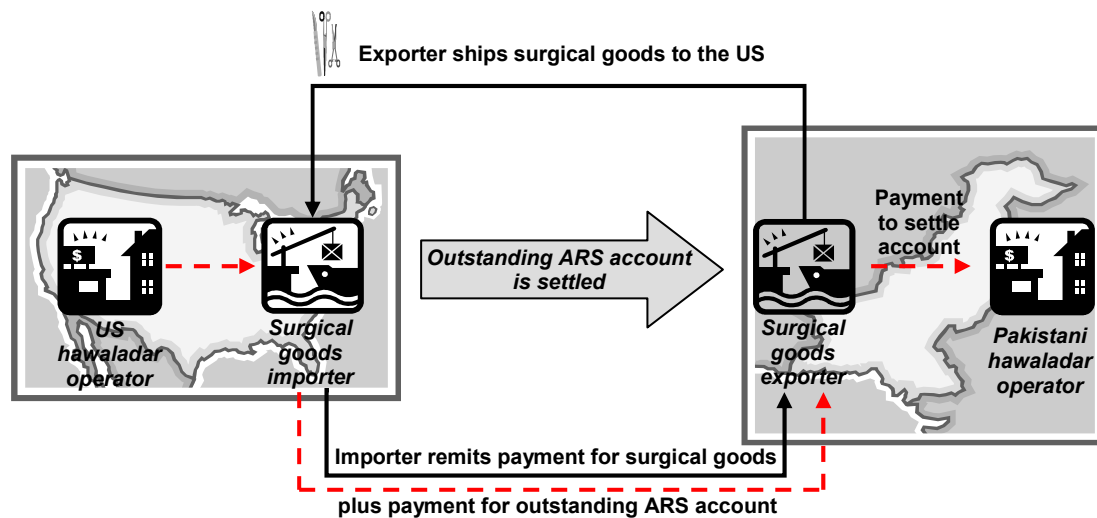 Exporter ships surgical goods to the US
$
US
hawaladar
operator
Surgical
goods
importer
Outstanding ARS account
is settled
Payment
to settle
account
$
Surgical
goods
exporter
Pakistani
hawaladar
operator
Importer remits payment for surgical goods
plus payment for outstanding ARS account